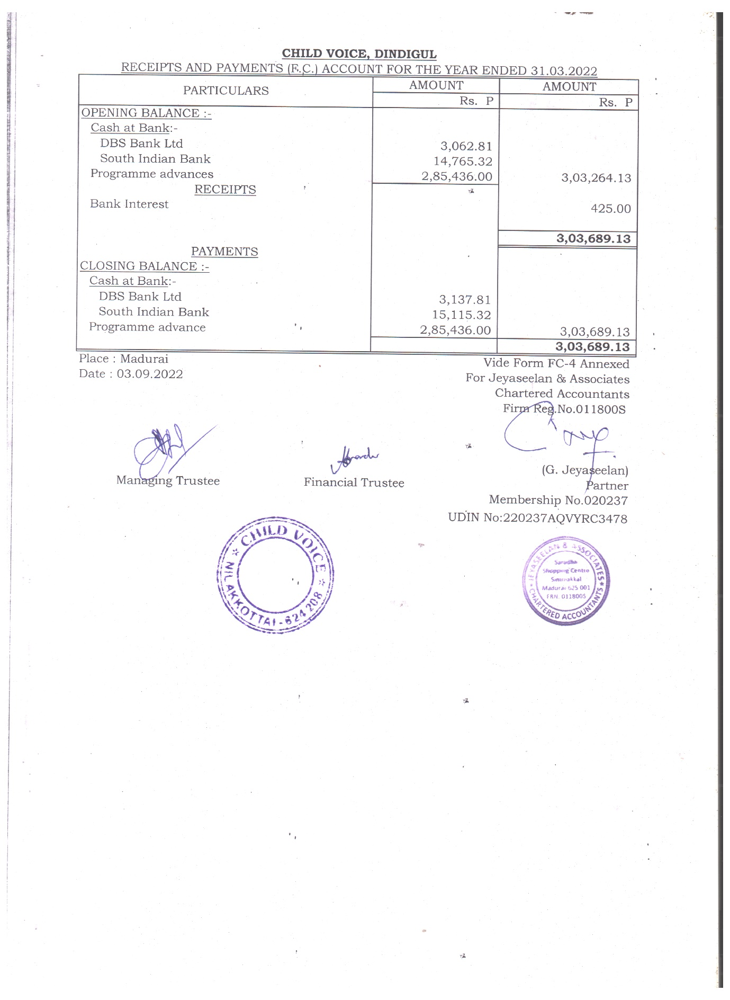 CHILD VOICE, DINDIGUL
RECEIPTS AND PAYMENTS (F.C.) ACCOUNT FOR THE YEAR ENDED 31.03.2022
PARTICULARS AMOUNT AMOUNT
Rs. P Rs. P
OPENING BALANCE :-
Cash at Bank:-
DBS Bank Ltd 3,062.81
South Indian Bank 14,765.32
Programme advances 2,85,436.00 3,03,264.13
RECEIPTS
Bank Interest 425.00
3,03,689.13
PAYMENTS
CLOSING BALANCE :-
Cash at Bank:-
DBS Bank Ltd 3,137.81
South Indian Bank 15,115.32
Programme advance 2,85,436.00 3,03,689.13
3,03,689.13
Place : Madurai
Date : 03.09.2022
Vide Form FC-4 Annexed
For Jeyaseelan & Associates
Chartered Accountants
Firm Reg.No.011800S
Managing Trustee
Financial Trustee
(G. Jeyaseelan)
Partner
Membership No.020237
UDIN No:220237AQVYRC3478
CHILD VOICE
NILAKKOTTAI-624 208
JEYASEELAN & ASSOCIATES
CHARTERED ACCOUNTANTS
Saradha
Shopping Centre
Simmakkal
Madurai 625 001
FRN. 011800S